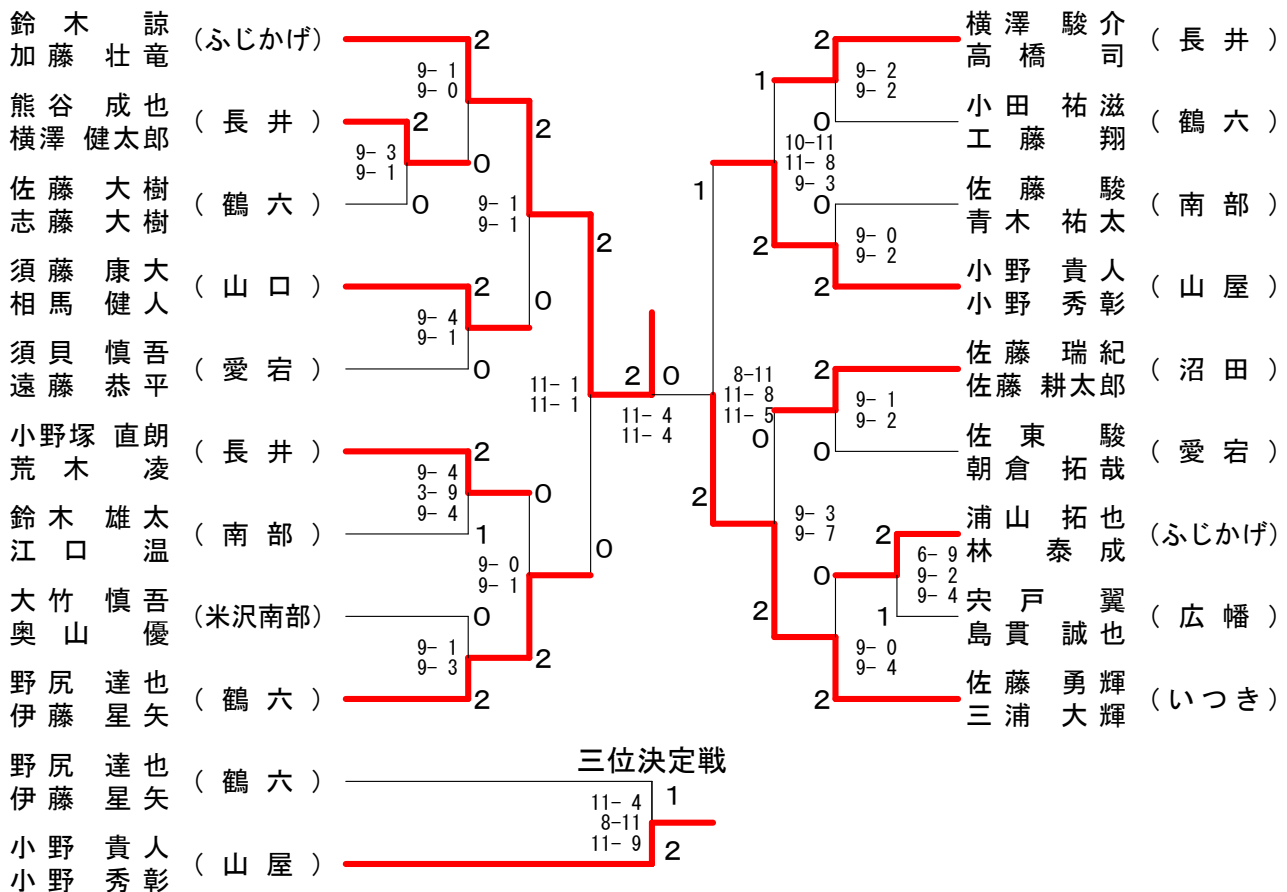 鈴木 諒
加藤 壮竜
(ふじかげ)
2
9- 1
9- 0
熊谷 成也
横澤 健太郎
(長井)
2
0
9- 3
9- 1
佐藤 大樹
志藤 大樹
(鶴六)
0
2
9- 1
9- 1
須藤 康大
相馬 健人
(山口)
2
0
9- 4
9- 1
須貝 慎吾
遠藤 恭平
(愛宕)
0
2
11- 1
11- 1
小野塚 直朗
荒木 凌
(長井)
2
0
9- 4
3- 9
9- 4
鈴木 雄太
江口 温
(南部)
1
0
9- 0
9- 1
大竹 慎吾
奥山 優
(米沢南部)
0
2
9- 1
9- 3
野尻 達也
伊藤 星矢
(鶴六)
2
2 0
11- 4
11- 4
横澤 駿介
高橋 司
(長井)
2
1
9- 2
9- 2
小田 祐滋
工藤 翔
(鶴六)
0
10-11
11- 8
9- 3
1
佐藤 駿
青木 祐太
(南部)
0
9- 0
9- 2
2
小野 貴人
小野 秀彰
(山屋)
2
8-11
11- 8
11- 5
佐藤 瑞紀
佐藤 耕太郎
(沼田)
2
0
9- 1
9- 2
佐東 駿
朝倉 拓哉
(愛宕)
0
2
9- 3
9- 7
浦山 拓也
林 泰成
(ふじかげ)
2
0
6- 9
9- 2
9- 4
宍戸 翼
島貫 誠也
(広幡)
1
2
9- 0
9- 4
佐藤 勇輝
三浦 大輝
(いつき)
2
三位決定戦
野尻 達也
伊藤 星矢
(鶴六)
1
11- 4
8-11
11- 9
小野 貴人
小野 秀彰
(山屋)
2